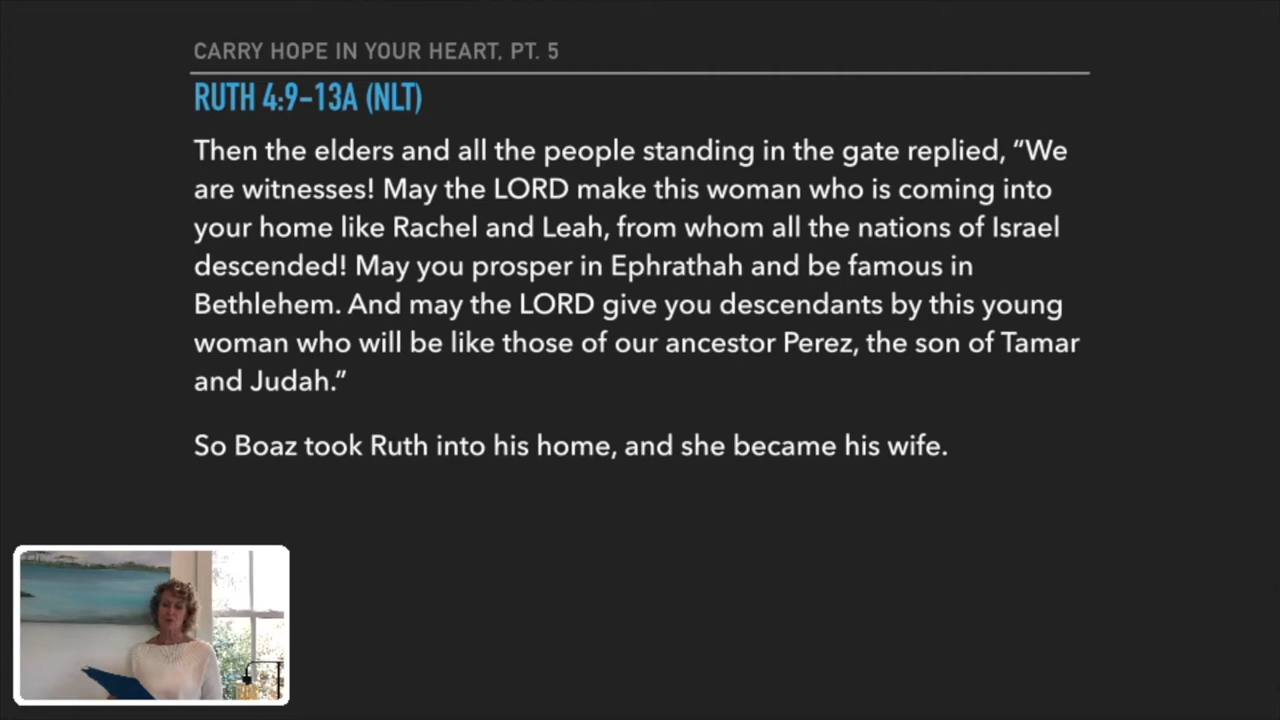 CARRY HOPE IN YOUR HEART, PT. 5
RUTH 4:9–13A (NLT)
Then the elders and all the people standing in the gate replied, “We
are witnesses! May the LORD make this woman who is coming into
your home like Rachel and Leah, from whom all the nations of Israel
descended! May you prosper in Ephrathah and be famous in
Bethlehem. And may the LORD give you descendants by this young
woman who will be like those of our ancestor Perez, the son of Tamar
and Judah.”
So Boaz took Ruth into his home, and she became his wife.